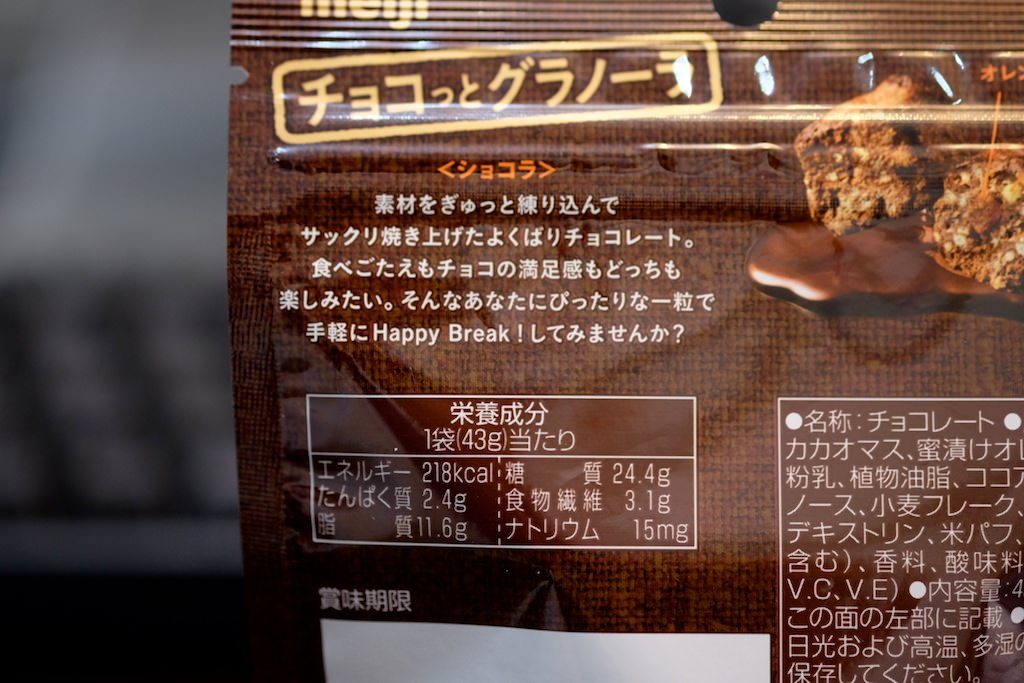 meiji
チョコっとグラノーラ
オレン
<ショコラ>
素材をぎゅっと練り込んで
サックリ焼き上げたよくばりチョコレート。
食べごたえもチョコの満足感もどっちも
楽しみたい。そんなあなたにぴったりな一粒で
手軽にHappy Break！してみませんか？
栄養成分
1袋(43g)当たり
エネルギー 218kcal 糖 質 24.4g
たんぱく質 2.4g 食物繊維 3.1g
脂 質 11.6g ナトリウム 15mg
賞味期限
●名称：チョコレート ●
カカオマス、蜜漬けオレ
粉乳、植物油脂、ココア
ノース、小麦フレーク、
デキストリン、米パフ、
含む）、香料、酸味料
V.C、V.E) ●内容量:4
この面の左部に記載 ●
日光および高温、多湿の
保存してください。